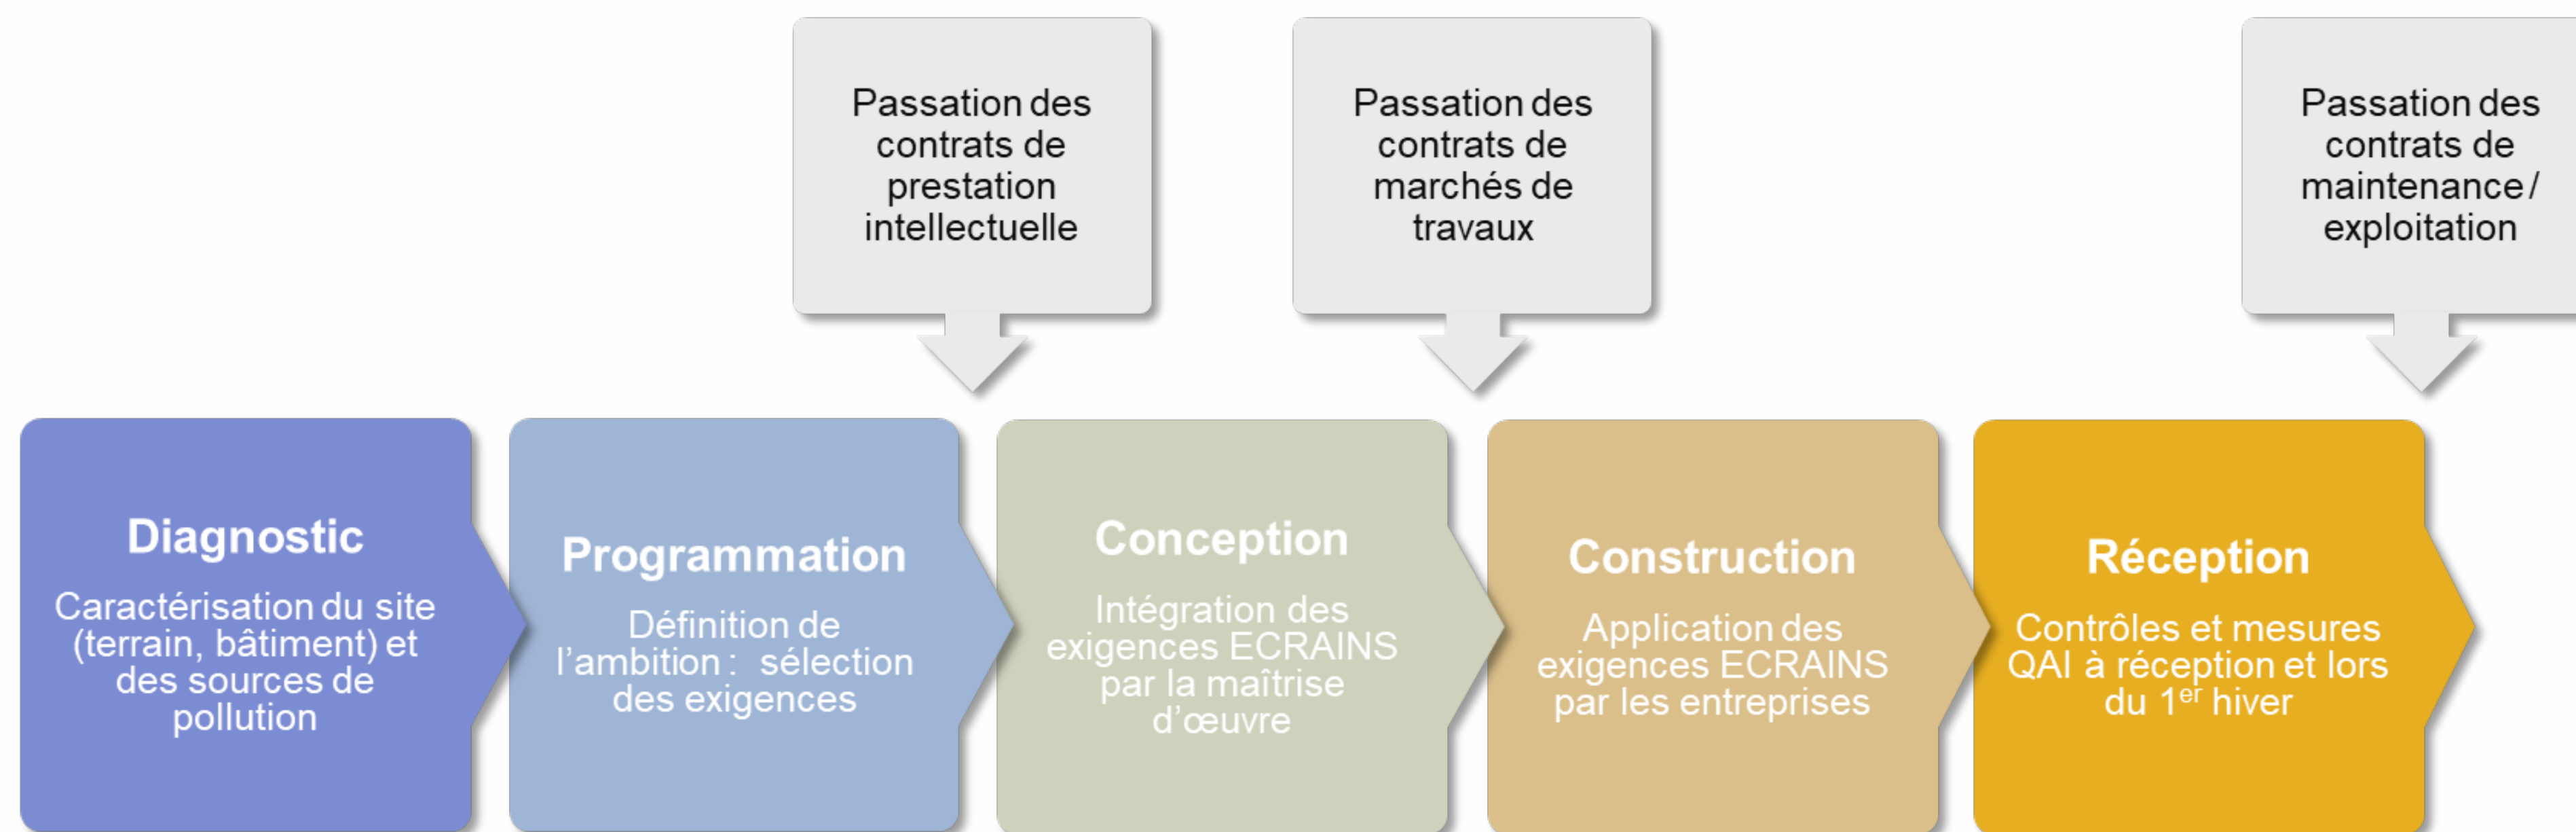 Passation des
contrats de
prestation
intellectuelle
Passation des
contrats de
marchés de
travaux
Passation des
contrats de
maintenance /
exploitation
Diagnostic
Caractérisation du site
(terrain, bâtiment) et
des sources de
pollution
Programmation
Définition de
l’ambition : sélection
des exigences
Conception
Intégration des
exigences ECRAINS
par la maîtrise
d’œuvre
Construction
Application des
exigences ECRAINS
par les entreprises
Réception
Contrôles et mesures
QAI à réception et lors
du 1er hiver